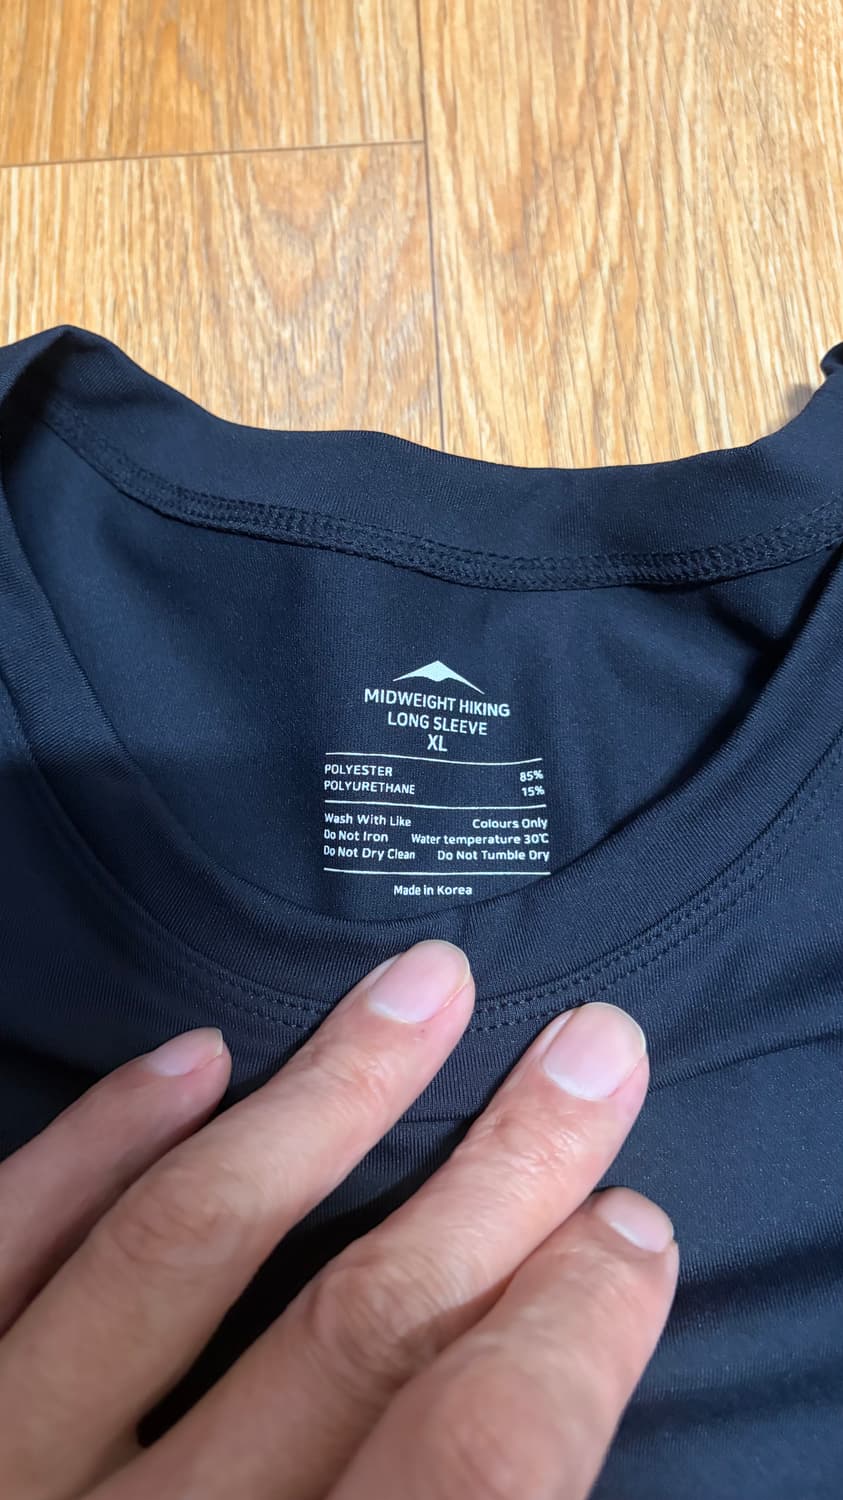 MIDWEIGHT HIKING
LONG SLEEVE
XL
POLYESTER 85%
POLYURETHANE 15%
Wash With Like Colours Only
Do Not Iron Water temperature 30℃
Do Not Dry Clean Do Not Tumble Dry
Made in Korea